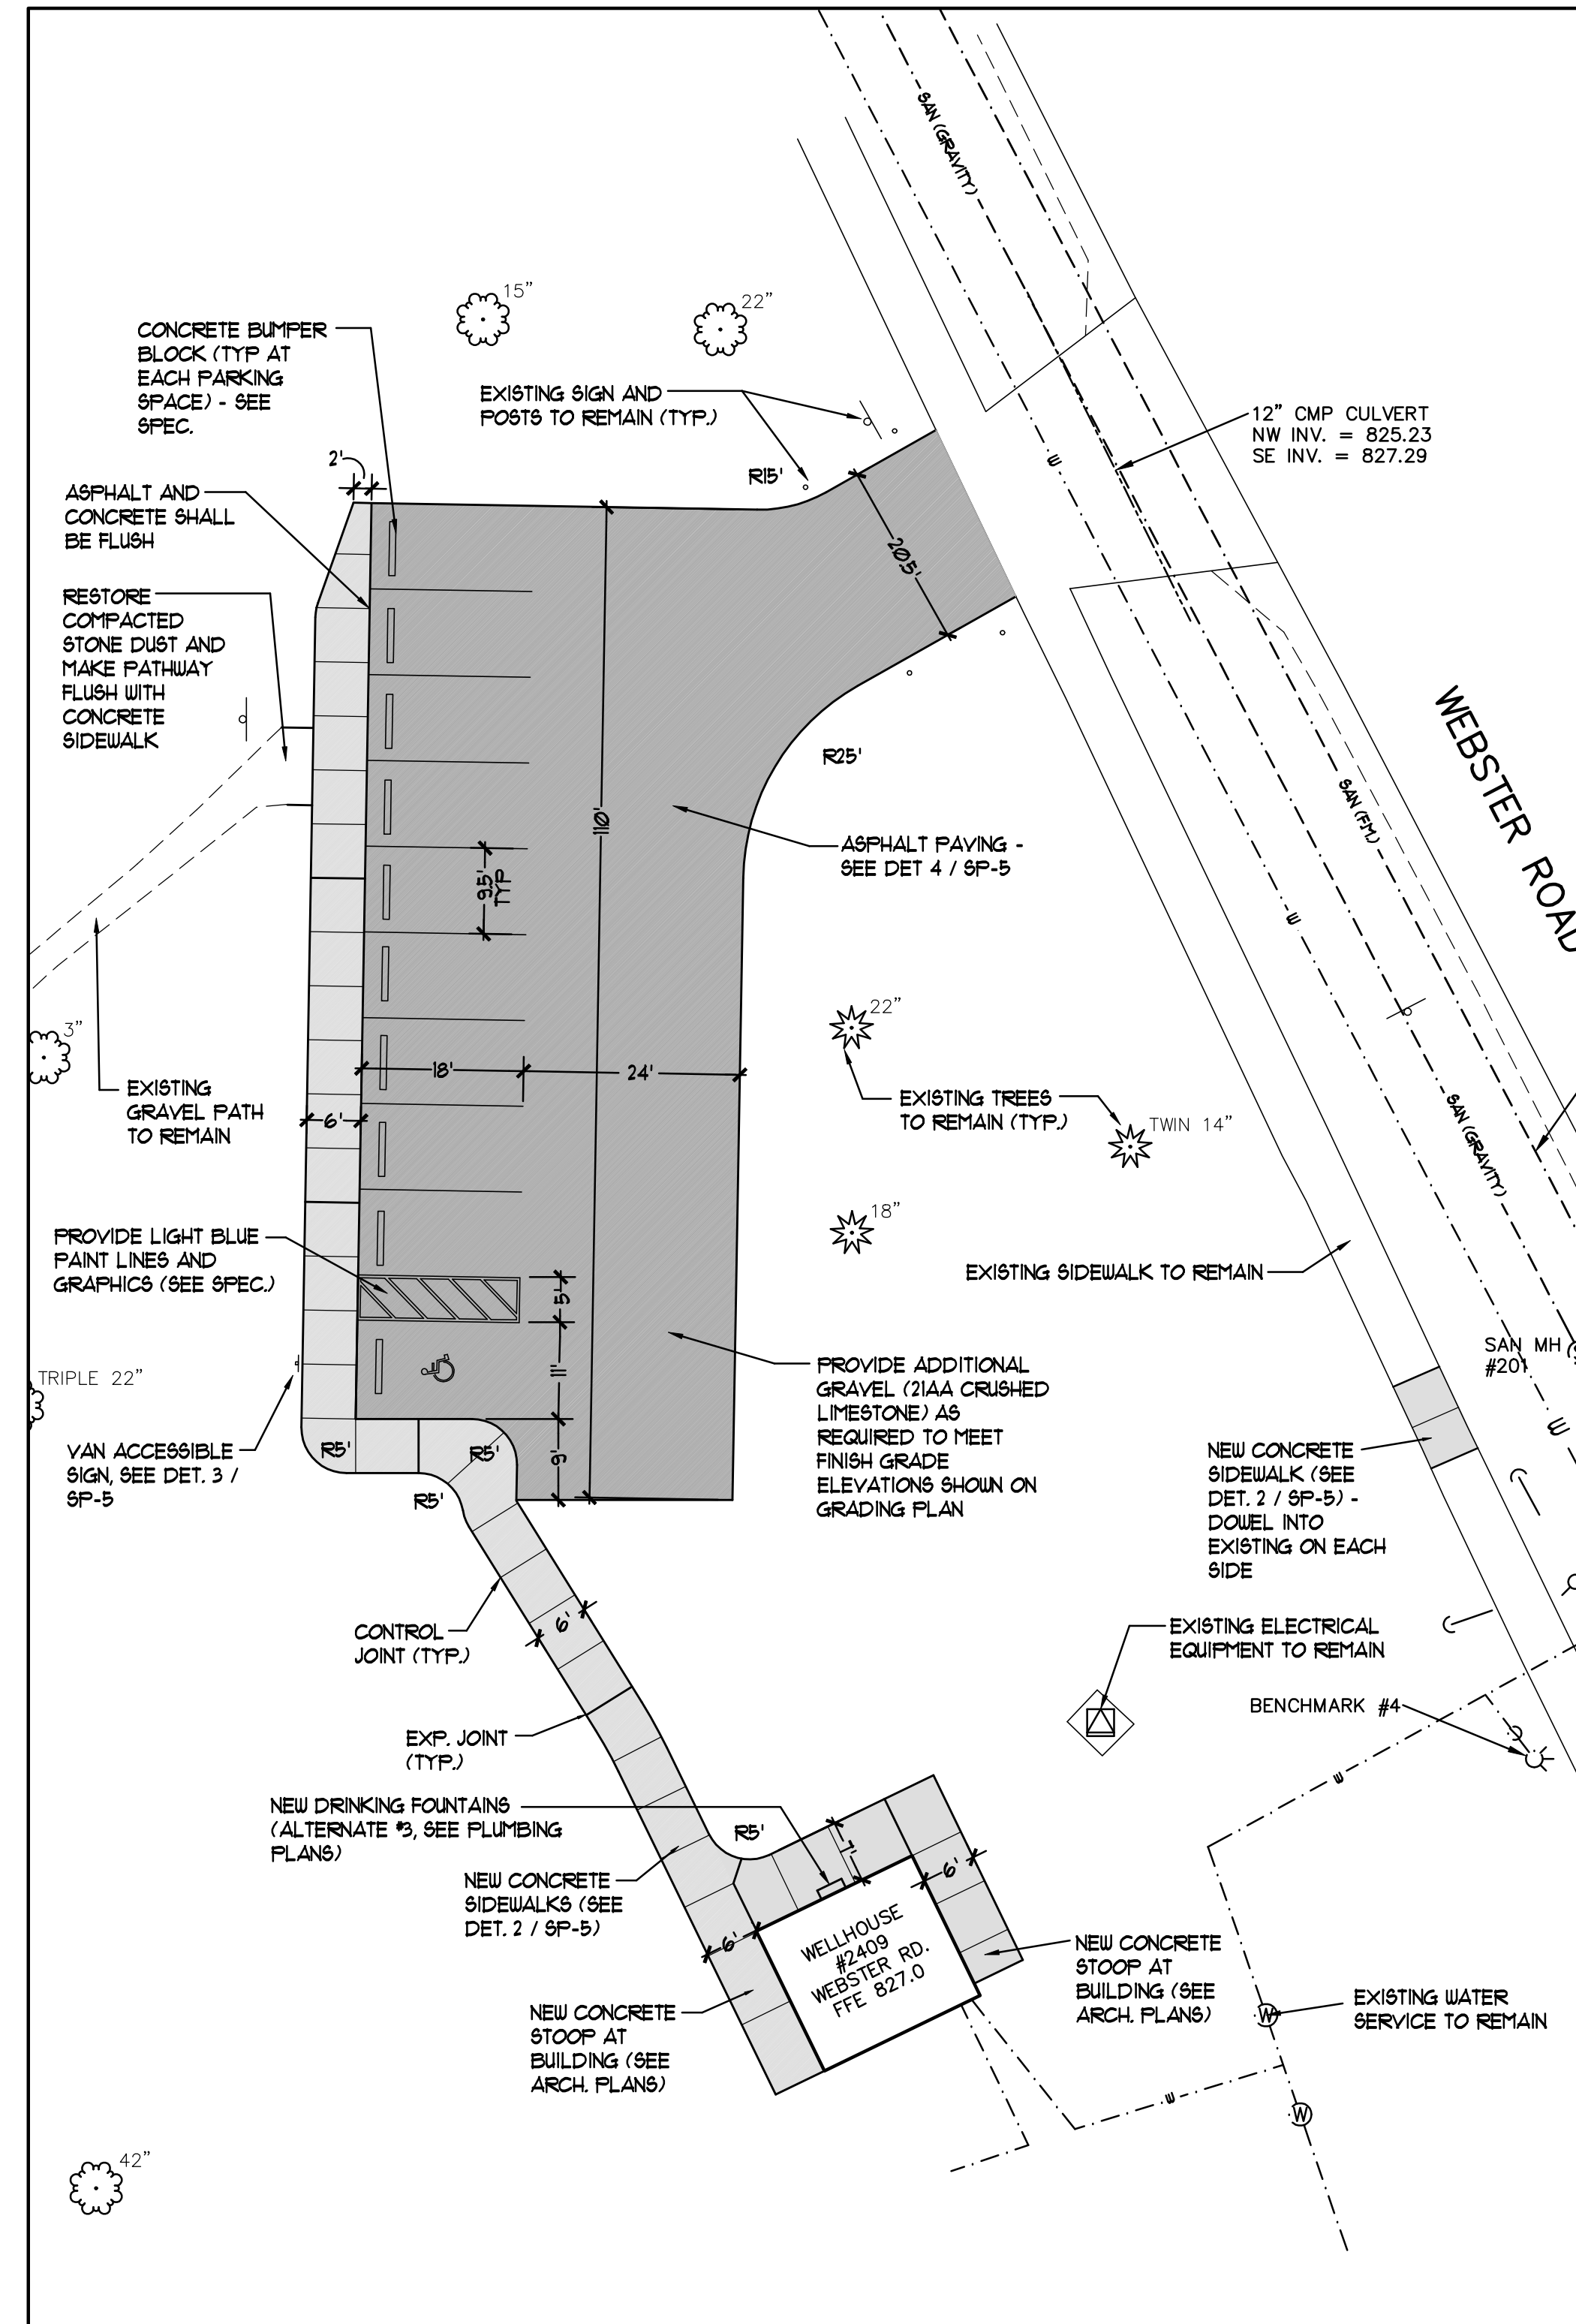 SAN (GRAVITY)
15"
22"
CONCRETE BUMPER
BLOCK (TYP AT
EACH PARKING
SPACE) - SEE
SPEC.
EXISTING SIGN AND
POSTS TO REMAIN (TYP.)
12" CMP CULVERT
NW INV. = 825.23
SE INV. = 827.29
2'
R15'
E
ASPHALT AND
CONCRETE SHALL
BE FLUSH
20.5'
RESTORE
COMPACTED
STONE DUST AND
MAKE PATHWAY
FLUSH WITH
CONCRETE
SIDEWALK
WEBSTER ROAD
R25'
SAN (F.M.)
110'
ASPHALT PAVING -
SEE DET 4 / SP-5
9.5'
TYP
E
22"
3"
18'
24'
EXISTING
GRAVEL PATH
TO REMAIN
6'
EXISTING TREES
TO REMAIN (TYP.)
TWIN 14"
SAN (GRAVITY)
18"
PROVIDE LIGHT BLUE
PAINT LINES AND
GRAPHICS (SEE SPEC.)
EXISTING SIDEWALK TO REMAIN
5'
SAN MH
#201
PROVIDE ADDITIONAL
GRAVEL (21AA CRUSHED
LIMESTONE) AS
REQUIRED TO MEET
FINISH GRADE
ELEVATIONS SHOWN ON
GRADING PLAN
11'
TRIPLE 22"
E
VAN ACCESSIBLE
SIGN, SEE DET. 3 /
SP-5
R5'
R5'
R5'
9'
NEW CONCRETE
SIDEWALK (SEE
DET. 2 / SP-5) -
DOWEL INTO
EXISTING ON EACH
SIDE
6'
CONTROL
JOINT (TYP.)
EXISTING ELECTRICAL
EQUIPMENT TO REMAIN
BENCHMARK #4
EXP. JOINT
(TYP.)
E
NEW DRINKING FOUNTAINS
(ALTERNATE #3, SEE PLUMBING
PLANS)
R5'
7'
6'
NEW CONCRETE
SIDEWALKS (SEE
DET. 2 / SP-5)
6'
WELLHOUSE
#2409
WEBSTER RD.
FFE 827.0
NEW CONCRETE
STOOP AT
BUILDING (SEE
ARCH. PLANS)
EXISTING WATER
SERVICE TO REMAIN
W
NEW CONCRETE
STOOP AT
BUILDING (SEE
ARCH. PLANS)
E
W
42"